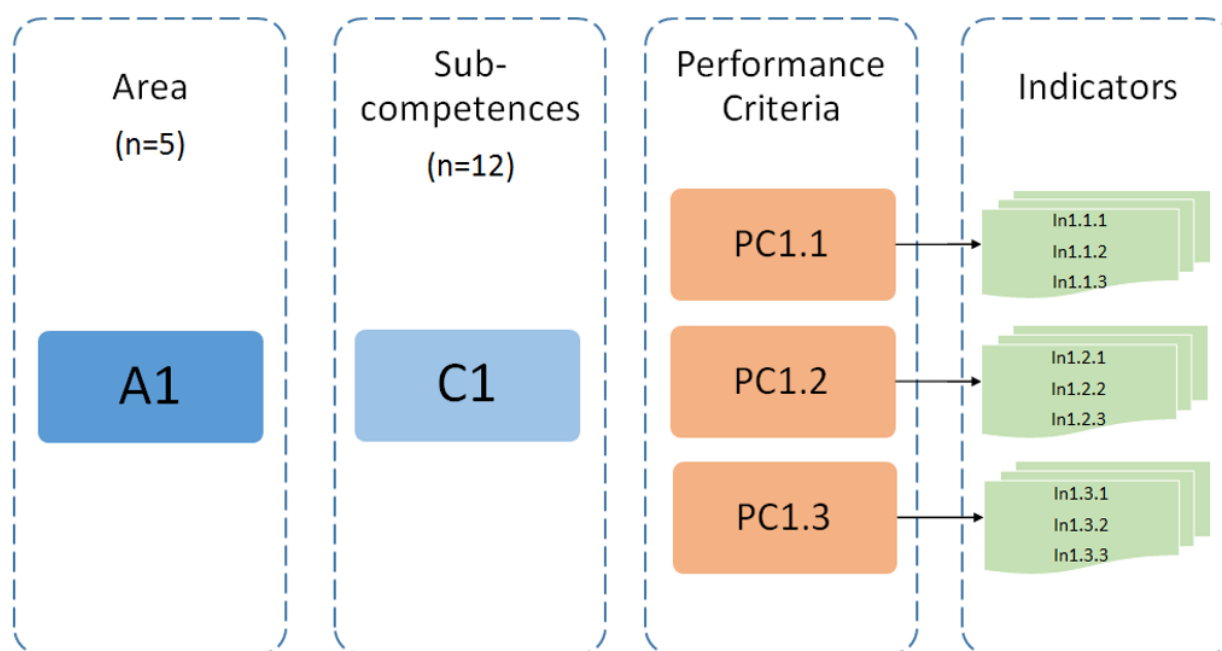 Area
(n=5)
A1
Sub-
competences
(n=12)
C1
Performance
Criteria
PC1.1
PC1.2
PC1.3
Indicators
In1.1.1
In1.1.2
In1.1.3
In1.2.1
In1.2.2
In1.2.3
In1.3.1
In1.3.2
In1.3.3